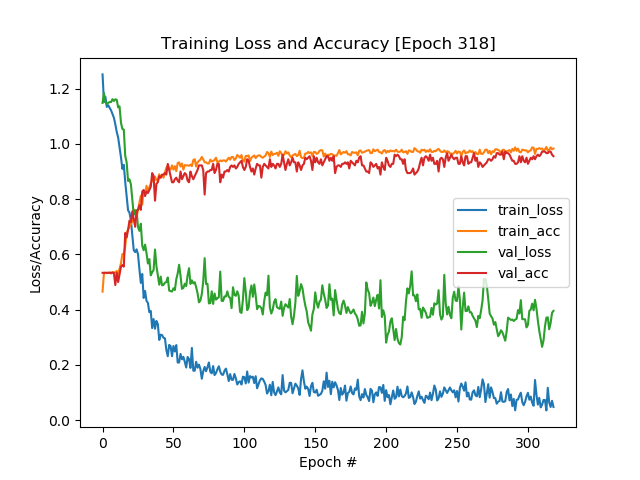 Training Loss and Accuracy [Epoch 318]
Loss/Accuracy
1.2
1.0
0.8
0.6
0.4
0.2
0.0
train_loss
train_acc
val_loss
val_acc
0 50 100 150 200 250 300
Epoch #